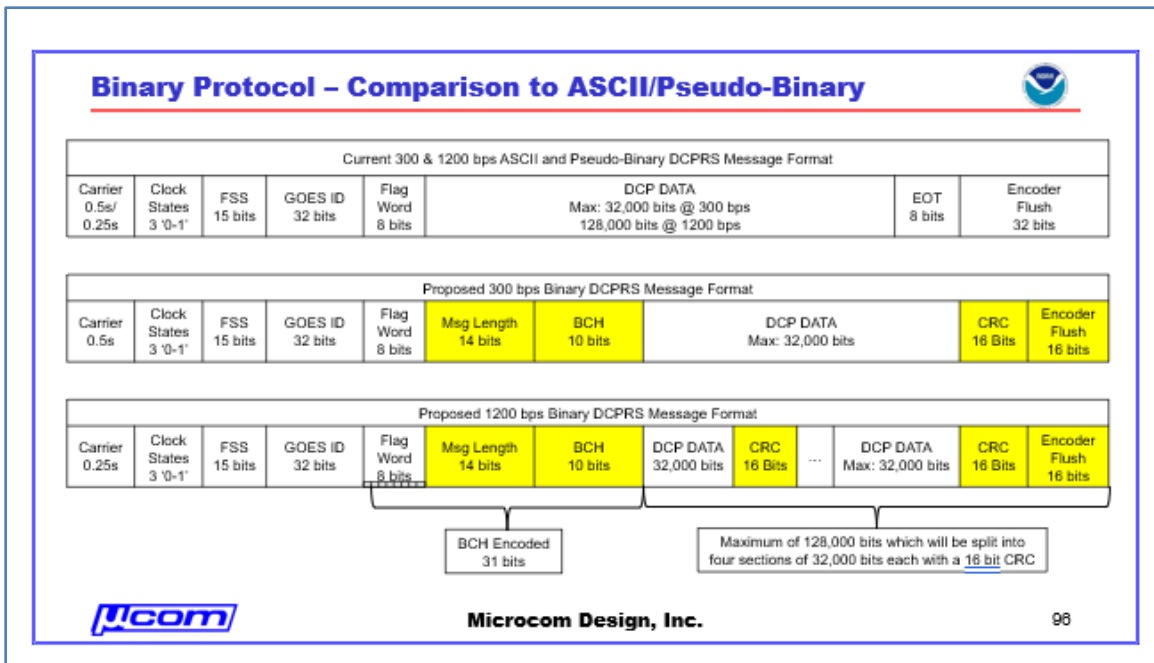 Binary Protocol – Comparison to ASCII/Pseudo-Binary
Current 300 & 1200 bps ASCII and Pseudo-Binary DCPRS Message Format
Carrier
0.5s/
0.25s
Clock
States
3 '0-1'
FSS
15 bits
GOES ID
32 bits
Flag
Word
8 bits
DCP DATA
Max: 32,000 bits @ 300 bps
128,000 bits @ 1200 bps
EOT
8 bits
Encoder
Flush
32 bits
Proposed 300 bps Binary DCPRS Message Format
Carrier
0.5s
Clock
States
3 '0-1'
FSS
15 bits
GOES ID
32 bits
Flag
Word
8 bits
Msg Length
14 bits
BCH
10 bits
DCP DATA
Max: 32,000 bits
CRC
16 Bits
Encoder
Flush
16 bits
Proposed 1200 bps Binary DCPRS Message Format
Carrier
0.25s
Clock
States
3 '0-1'
FSS
15 bits
GOES ID
32 bits
Flag
Word
8 bits
Msg Length
14 bits
BCH
10 bits
DCP DATA
32,000 bits
CRC
16 Bits
...
DCP DATA
Max: 32,000 bits
CRC
16 Bits
Encoder
Flush
16 bits
BCH Encoded
31 bits
Maximum of 128,000 bits which will be split into
four sections of 32,000 bits each with a 16 bit CRC
µcom
Microcom Design, Inc.
96